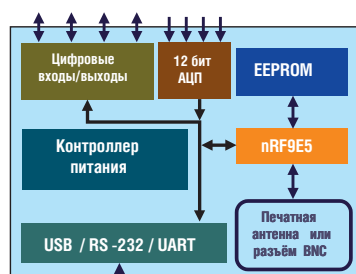 Цифровые
входы/выходы
12 бит
АЦП
EEPROM
Контроллер
питания
nRF9E5
Печатная
антенна или
разъём BNC
USB / RS -232 / UART